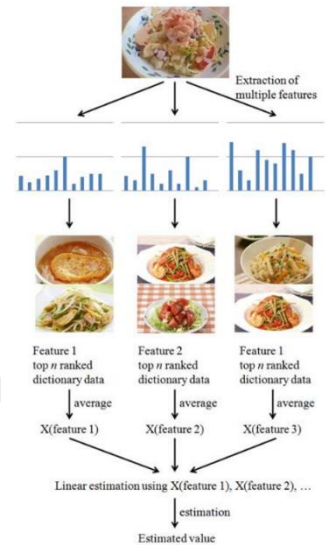 Extraction of
multiple features
Feature 1
top n ranked
dictionary data
Feature 2
top n ranked
dictionary data
Feature 1
top n ranked
dictionary data
average
average
average
X(feature 1)
X(feature 2)
X(feature 3)
Linear estimation using X(feature 1), X(feature 2), ...
estimation
Estimated value